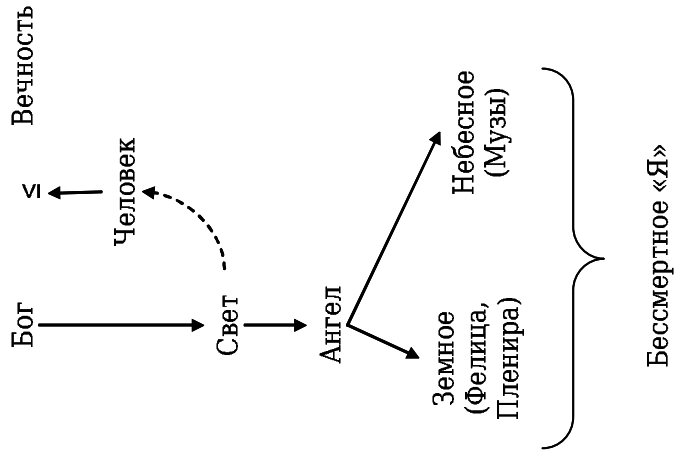 Бог ≤ Вечность
Человек
Свет
Ангел
Земное
(Фелица,
Пленира)
Небесное
(Музы)
Бессмертное «Я»